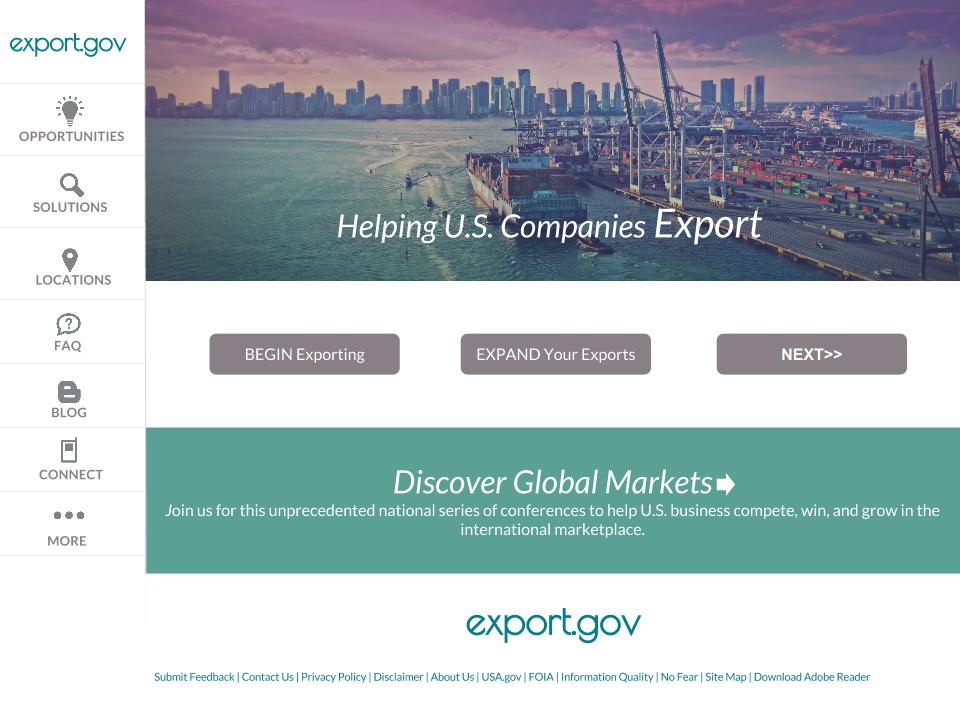 export.gov
OPPORTUNITIES
SOLUTIONS
LOCATIONS
FAQ
BLOG
CONNECT
MORE
Helping U.S. Companies Export
BEGIN Exporting
EXPAND Your Exports
NEXT>>
Discover Global Markets
Join us for this unprecedented national series of conferences to help U.S. business compete, win, and grow in the
international marketplace.
export.gov
Submit Feedback | Contact Us | Privacy Policy | Disclaimer | About Us | USA.gov | FOIA | Information Quality | No Fear | Site Map | Download Adobe Reader